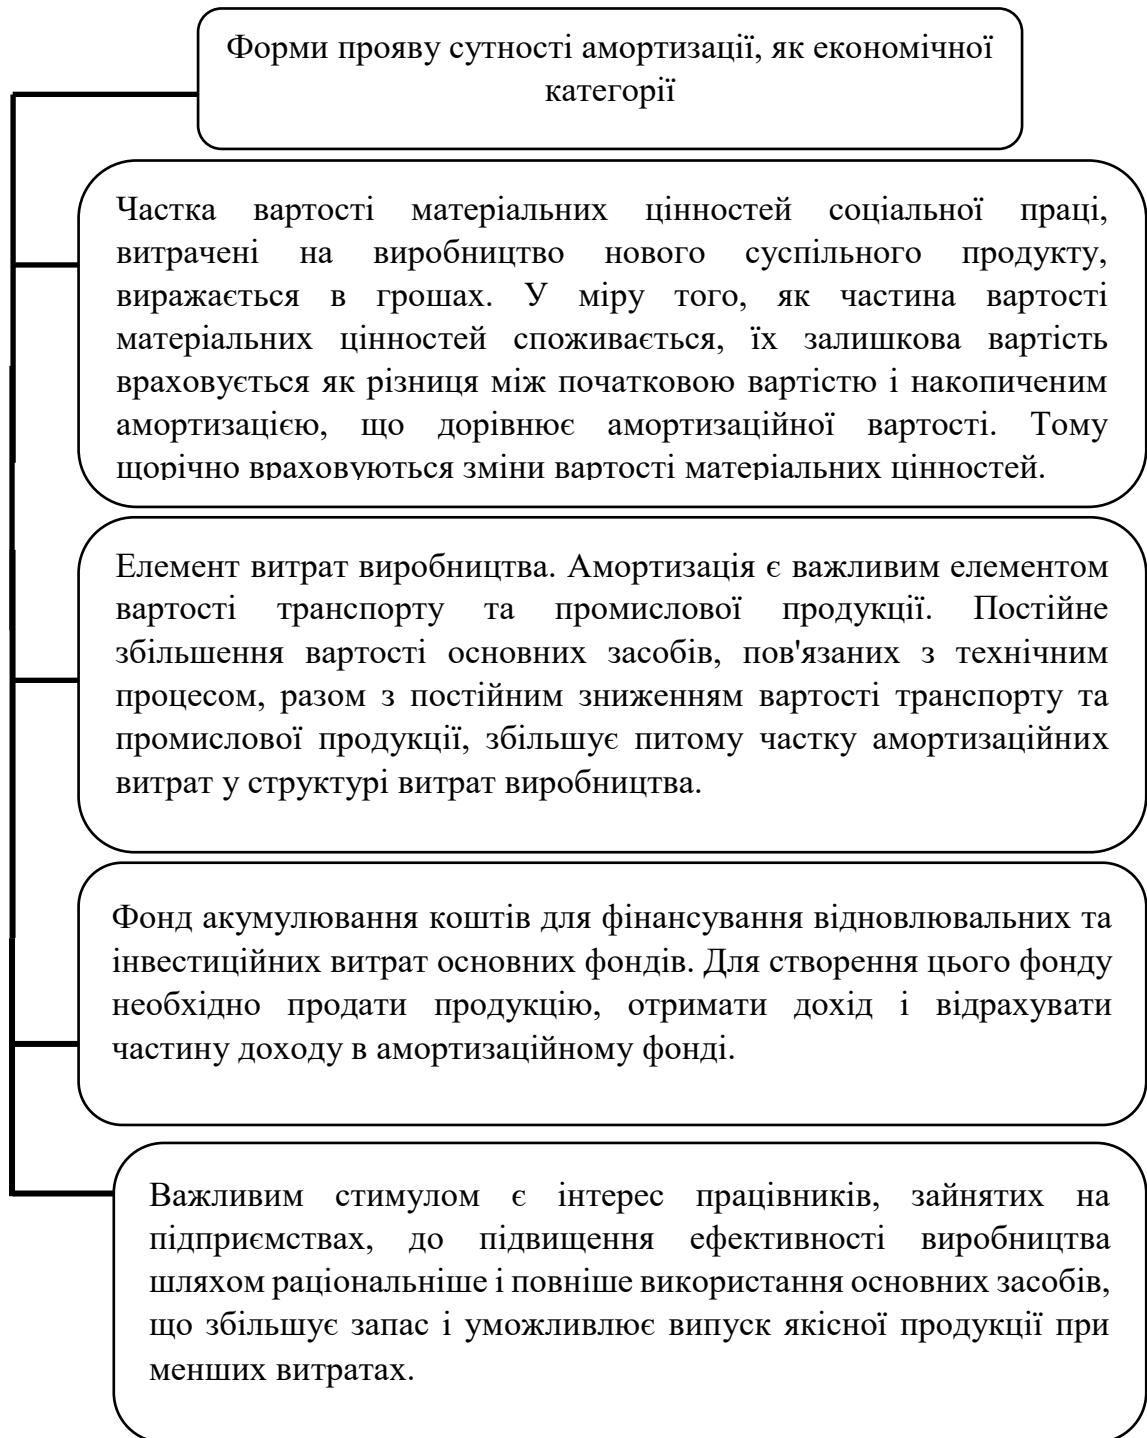 Форми прояву сутності амортизації, як економічної
категорії
Частка вартості матеріальних цінностей соціальної праці,
витрачені на виробництво нового суспільного продукту,
виражається в грошах. У міру того, як частина вартості
матеріальних цінностей споживається, їх залишкова вартість
враховується як різниця між початковою вартістю і накопиченим
амортизацією, що дорівнює амортизаційної вартості. Тому
щорічно враховуються зміни вартості матеріальних цінностей.
Елемент витрат виробництва. Амортизація є важливим елементом
вартості транспорту та промислової продукції. Постійне
збільшення вартості основних засобів, пов'язаних з технічним
процесом, разом з постійним зниженням вартості транспорту та
промислової продукції, збільшує питому частку амортизаційних
витрат у структурі витрат виробництва.
Фонд акумулювання коштів для фінансування відновлювальних та
інвестиційних витрат основних фондів. Для створення цього фонду
необхідно продати продукцію, отримати дохід і відрахувати
частину доходу в амортизаційному фонді.
Важливим стимулом є інтерес працівників, зайнятих на
підприємствах, до підвищення ефективності виробництва
шляхом раціональніше і повніше використання основних засобів,
що збільшує запас і уможливлює випуск якісної продукції при
менших витратах.